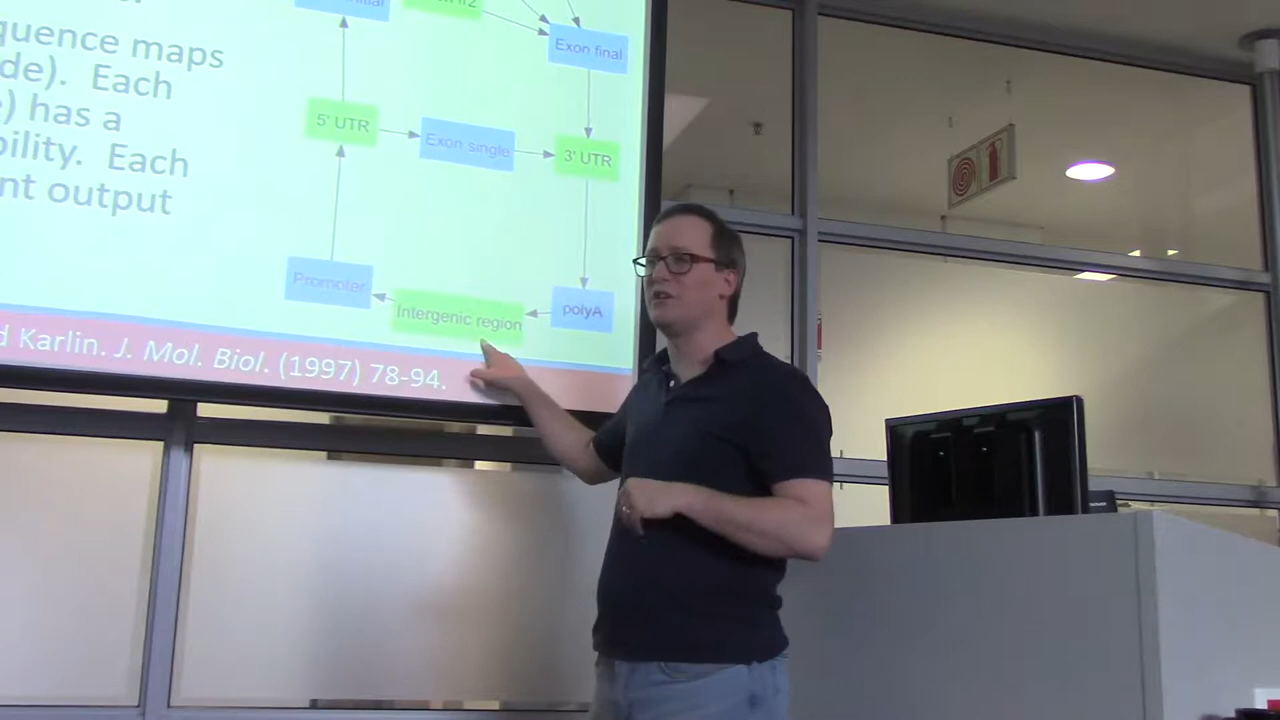 quence maps
de). Each
) has a
bility. Each
nt output
Exon final
5' UTR
Exon single
3' UTR
Promoter
Intergenic region
polyA
d Karlin. J. Mol. Biol. (1997) 78-94.